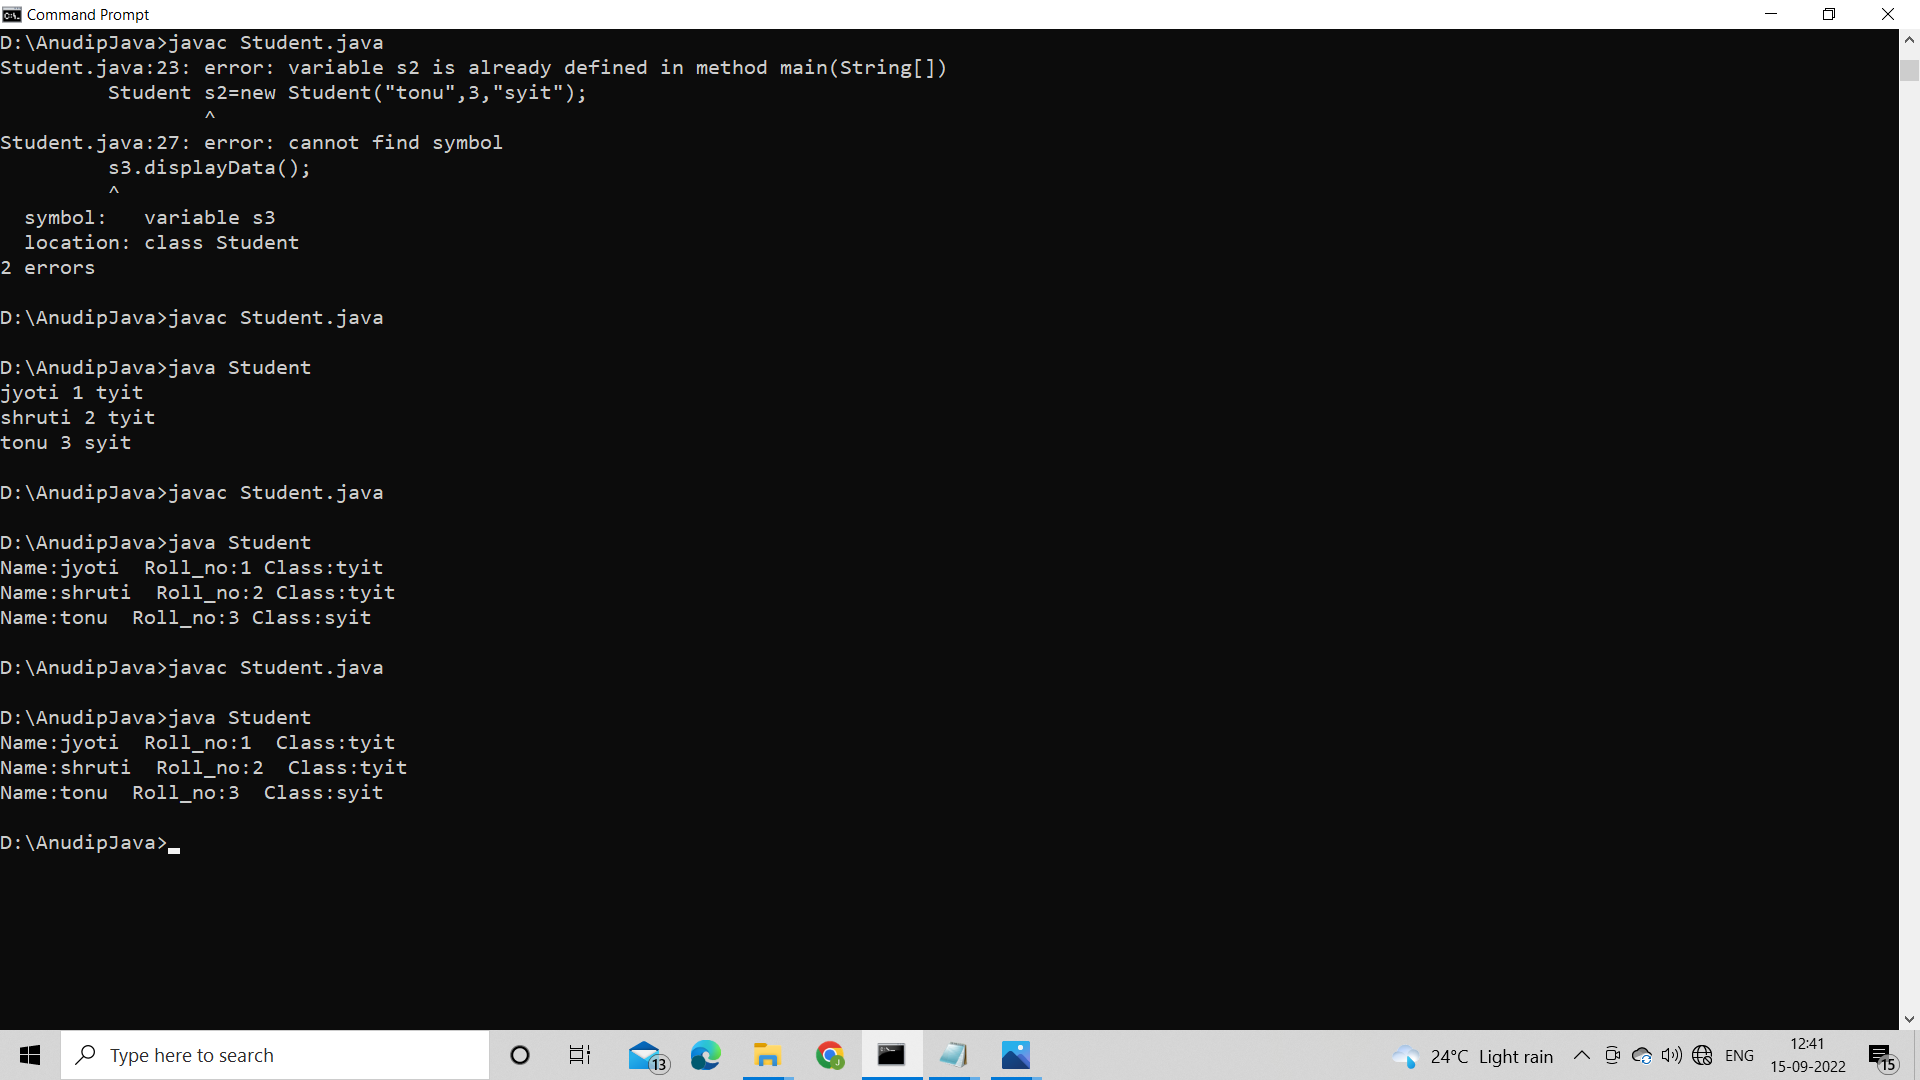 Command Prompt
D:\AnudipJava>javac Student.java
Student.java:23: error: variable s2 is already defined in method main(String[])
         Student s2=new Student("tonu",3,"syit");
                 ^
Student.java:27: error: cannot find symbol
         s3.displayData();
         ^
  symbol:   variable s3
  location: class Student
2 errors
D:\AnudipJava>javac Student.java
D:\AnudipJava>java Student
jyoti 1 tyit
shruti 2 tyit
tonu 3 syit
D:\AnudipJava>javac Student.java
D:\AnudipJava>java Student
Name:jyoti  Roll_no:1 Class:tyit
Name:shruti  Roll_no:2 Class:tyit
Name:tonu  Roll_no:3 Class:syit
D:\AnudipJava>javac Student.java
D:\AnudipJava>java Student
Name:jyoti  Roll_no:1  Class:tyit
Name:shruti  Roll_no:2  Class:tyit
Name:tonu  Roll_no:3  Class:syit
D:\AnudipJava>
Type here to search
13
24°C Light rain
ENG
12:41
15-09-2022
15